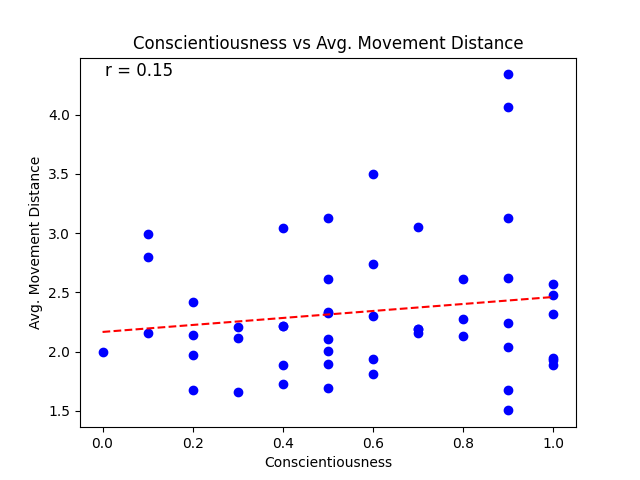 Conscientiousness vs Avg. Movement Distance
r = 0.15
4.0
3.5
3.0
2.5
2.0
1.5
Avg. Movement Distance
0.0 0.2 0.4 0.6 0.8 1.0
Conscientiousness